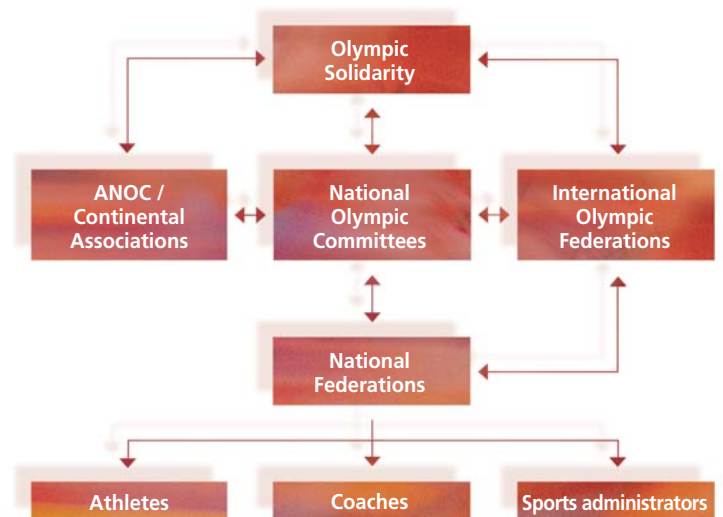 Olympic
Solidarity
ANOC /
Continental
Associations
National
Olympic
Committees
International
Olympic
Federations
National
Federations
Athletes
Coaches
Sports administrators